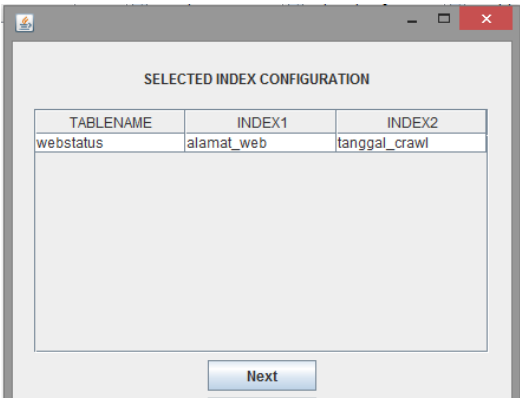 SELECTED INDEX CONFIGURATION
TABLENAME INDEX1 INDEX2
webstatus alamat_web tanggal_crawl
Next